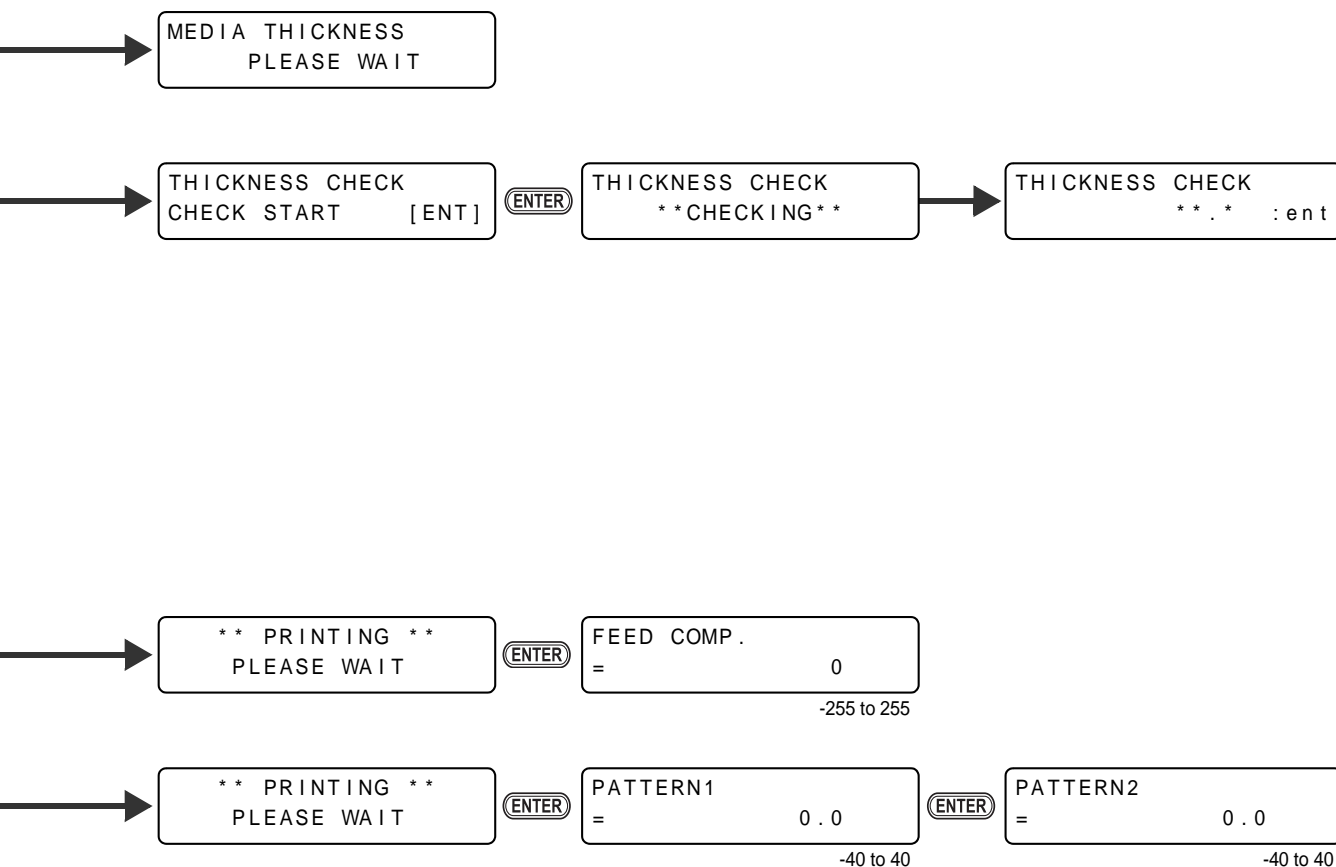 MEDIA THICKNESS
PLEASE WAIT
THICKNESS CHECK
CHECK START [ENT]
ENTER
THICKNESS CHECK
**CHECKING**
THICKNESS CHECK
**.* :ent
** PRINTING **
PLEASE WAIT
ENTER
FEED COMP.
= 0
-255 to 255
** PRINTING **
PLEASE WAIT
ENTER
PATTERN1
= 0.0
-40 to 40
ENTER
PATTERN2
= 0.0
-40 to 40